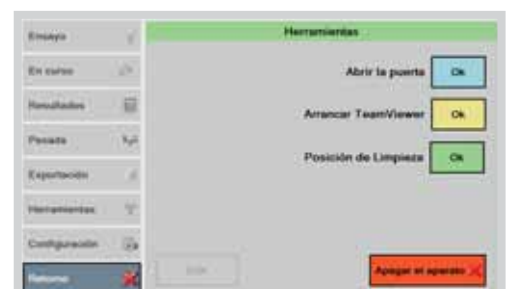 Ensayo
Herramientas
En curso
Abrir la puerta Ok
Resultados
Arrancar TeamViewer Ok
Pesada
Posición de Limpieza Ok
Exportación
Herramientas
Configuración
Retorno
Apagar el aparato